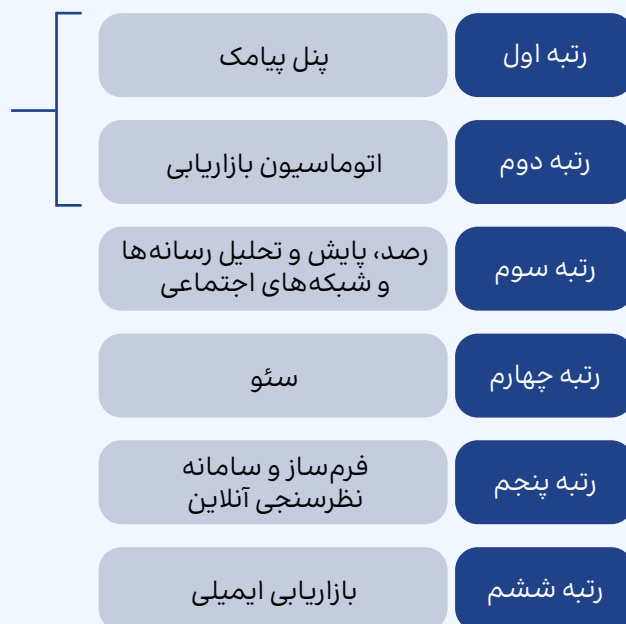 رتبه اول
پنل پیامک
رتبه دوم
اتوماسیون بازاریابی
رتبه سوم
رصد، پایش و تحلیل رسانه‌ها
و شبکه‌های اجتماعی
رتبه چهارم
سئو
رتبه پنجم
فرم‌ساز و سامانه
نظرسنجی آنلاین
رتبه ششم
بازاریابی ایمیلی